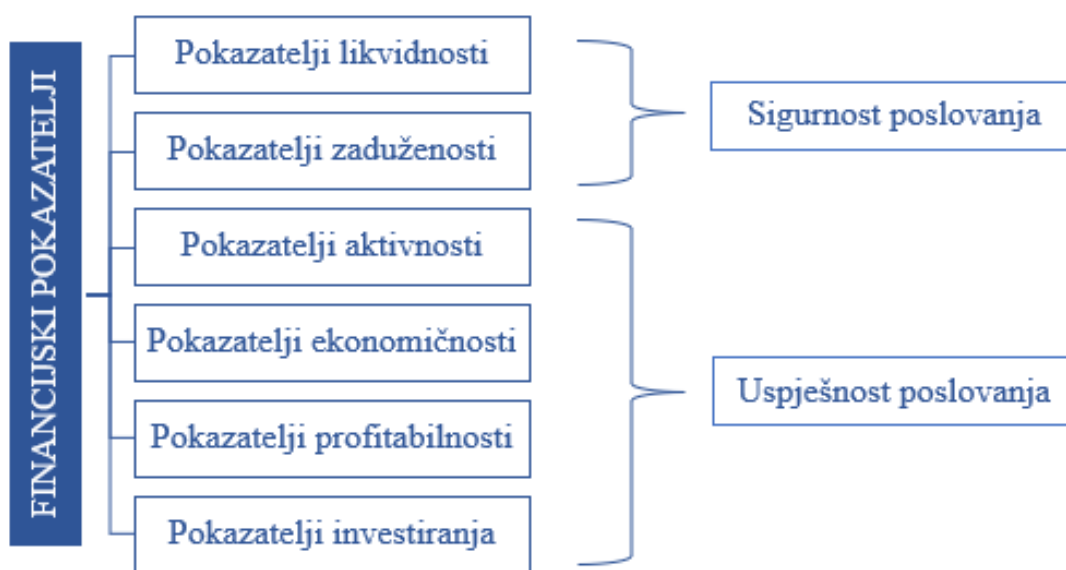 FINANCIJSKI POKAZATELJI
Pokazatelji likvidnosti
Pokazatelji zaduženosti
Pokazatelji aktivnosti
Pokazatelji ekonomičnosti
Pokazatelji profitabilnosti
Pokazatelji investiranja
Sigurnost poslovanja
Uspješnost poslovanja